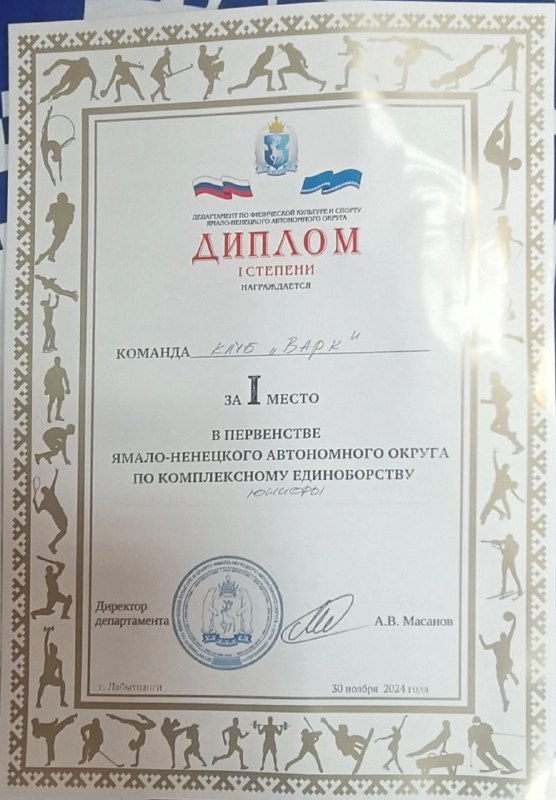 ДЕПАРТАМЕНТ ПО ФИЗИЧЕСКОЙ КУЛЬТУРЕ И СПОРТУ
ЯМАЛО-НЕНЕЦКОГО АВТОНОМНОГО ОКРУГА
ДИПЛОМ
I СТЕПЕНИ
НАГРАЖДАЕТСЯ
КОМАНДА клуб „ВАРК"
ЗА I МЕСТО
В ПЕРВЕНСТВЕ
ЯМАЛО-НЕНЕЦКОГО АВТОНОМНОГО ОКРУГА
ПО КОМПЛЕКСНОМУ ЕДИНОБОРСТВУ
юниоры
Директор
департамента
А.В. Масанов
г. Лабытнанги
30 ноября 2024 года